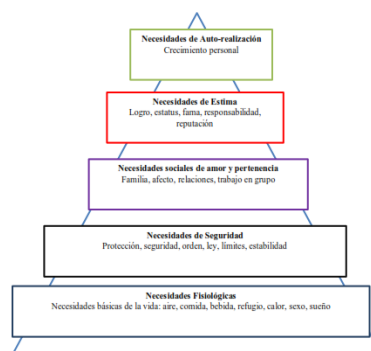 Necesidades de Auto-realización
Crecimiento personal
Necesidades de Estima
Logro, estatus, fama, responsabilidad,
reputación
Necesidades sociales de amor y pertenencia
Familia, afecto, relaciones, trabajo en grupo
Necesidades de Seguridad
Protección, seguridad, orden, ley, límites, estabilidad
Necesidades Fisiológicas
Necesidades básicas de la vida: aire, comida, bebida, refugio, calor, sexo, sueño